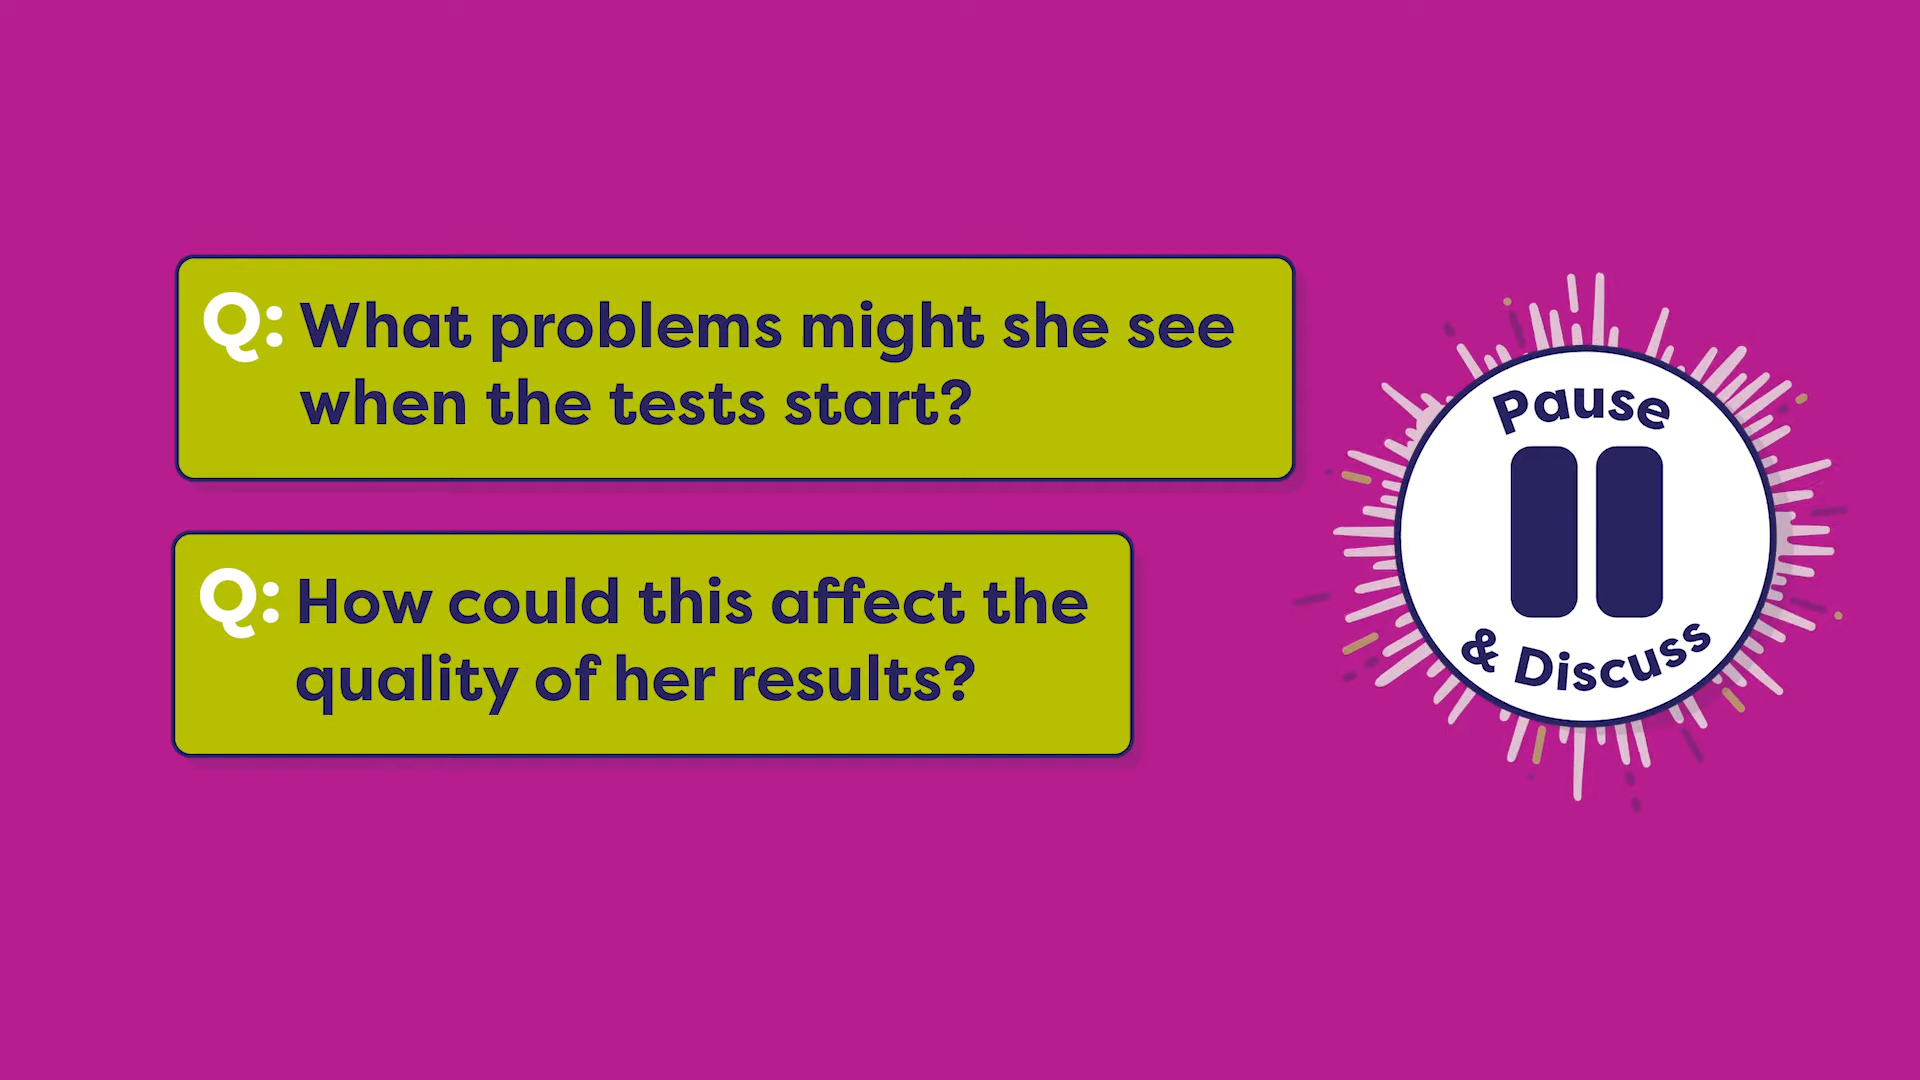 Q: What problems might she see
when the tests start?
Q: How could this affect the
quality of her results?
Pause
& Discuss